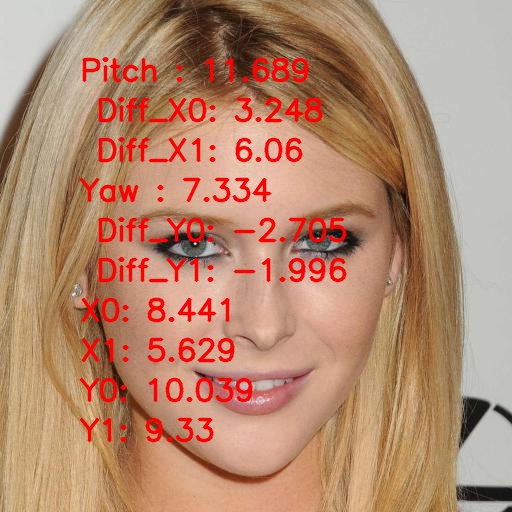 Pitch : 11.689
Diff_X0: 3.248
Diff_X1: 6.06
Yaw : 7.334
Diff_Y0: -2.705
Diff_Y1: -1.996
X0: 8.441
X1: 5.629
Y0: 10.039
Y1: 9.33